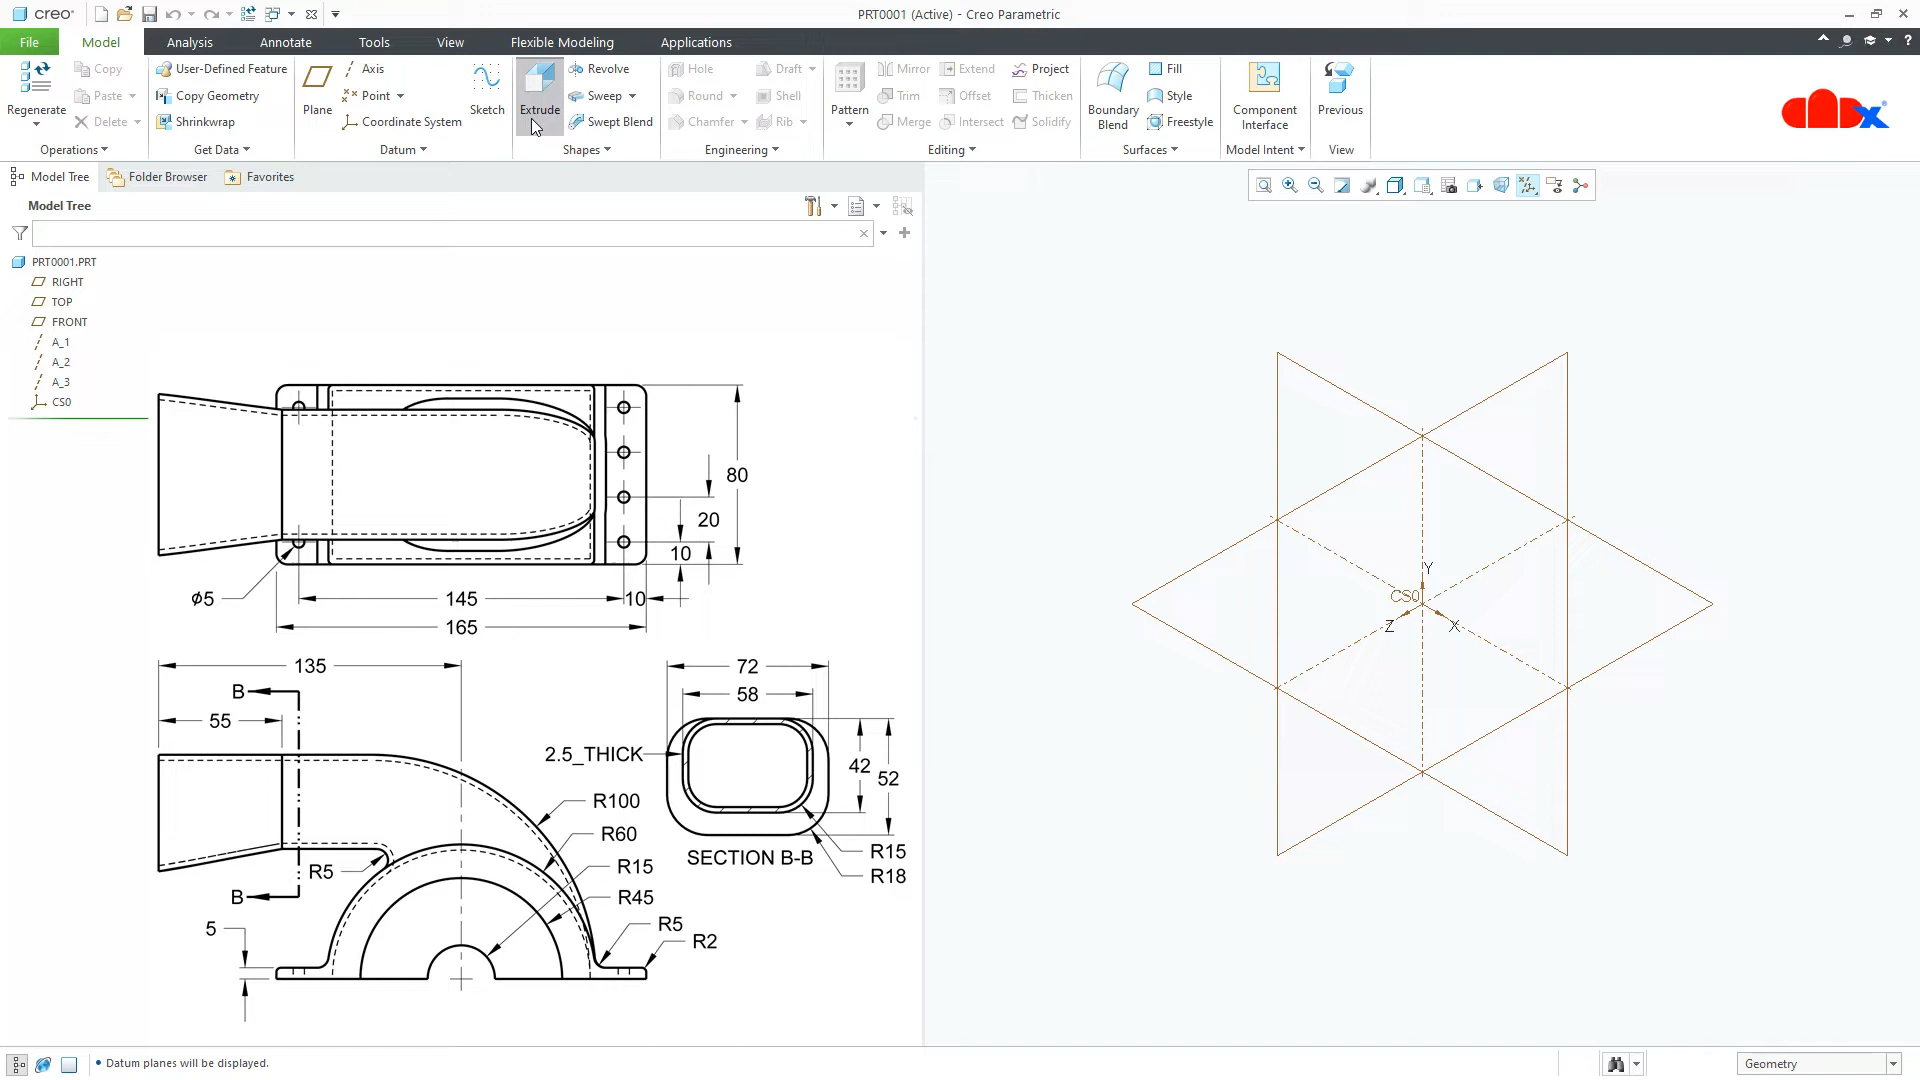 creo
PRT0001 (Active) - Creo Parametric
File
Model
Analysis
Annotate
Tools
View
Flexible Modeling
Applications
Regenerate
Copy
Paste
Delete
Operations
User-Defined Feature
Copy Geometry
Shrinkwrap
Get Data
Plane
Axis
Point
Coordinate System
Sketch
Datum
Extrude
Revolve
Sweep
Swept Blend
Shapes
Hole
Round
Chamfer
Draft
Shell
Rib
Engineering
Pattern
Mirror
Trim
Merge
Extend
Offset
Intersect
Project
Thicken
Solidify
Editing
Boundary
Blend
Fill
Style
Freestyle
Surfaces
Component
Interface
Model Intent
Previous
View
Model Tree
Folder Browser
Favorites
Model Tree
PRT0001.PRT
RIGHT
TOP
FRONT
A_1
A_2
A_3
CS0
80
20
10
ϕ5
145
10
165
135
B
55
R5
B
5
R100
R60
R15
R45
R5
R2
72
58
2.5_THICK
42
52
SECTION B-B
R15
R18
Y
CS0
Z
X
Datum planes will be displayed.
Geometry